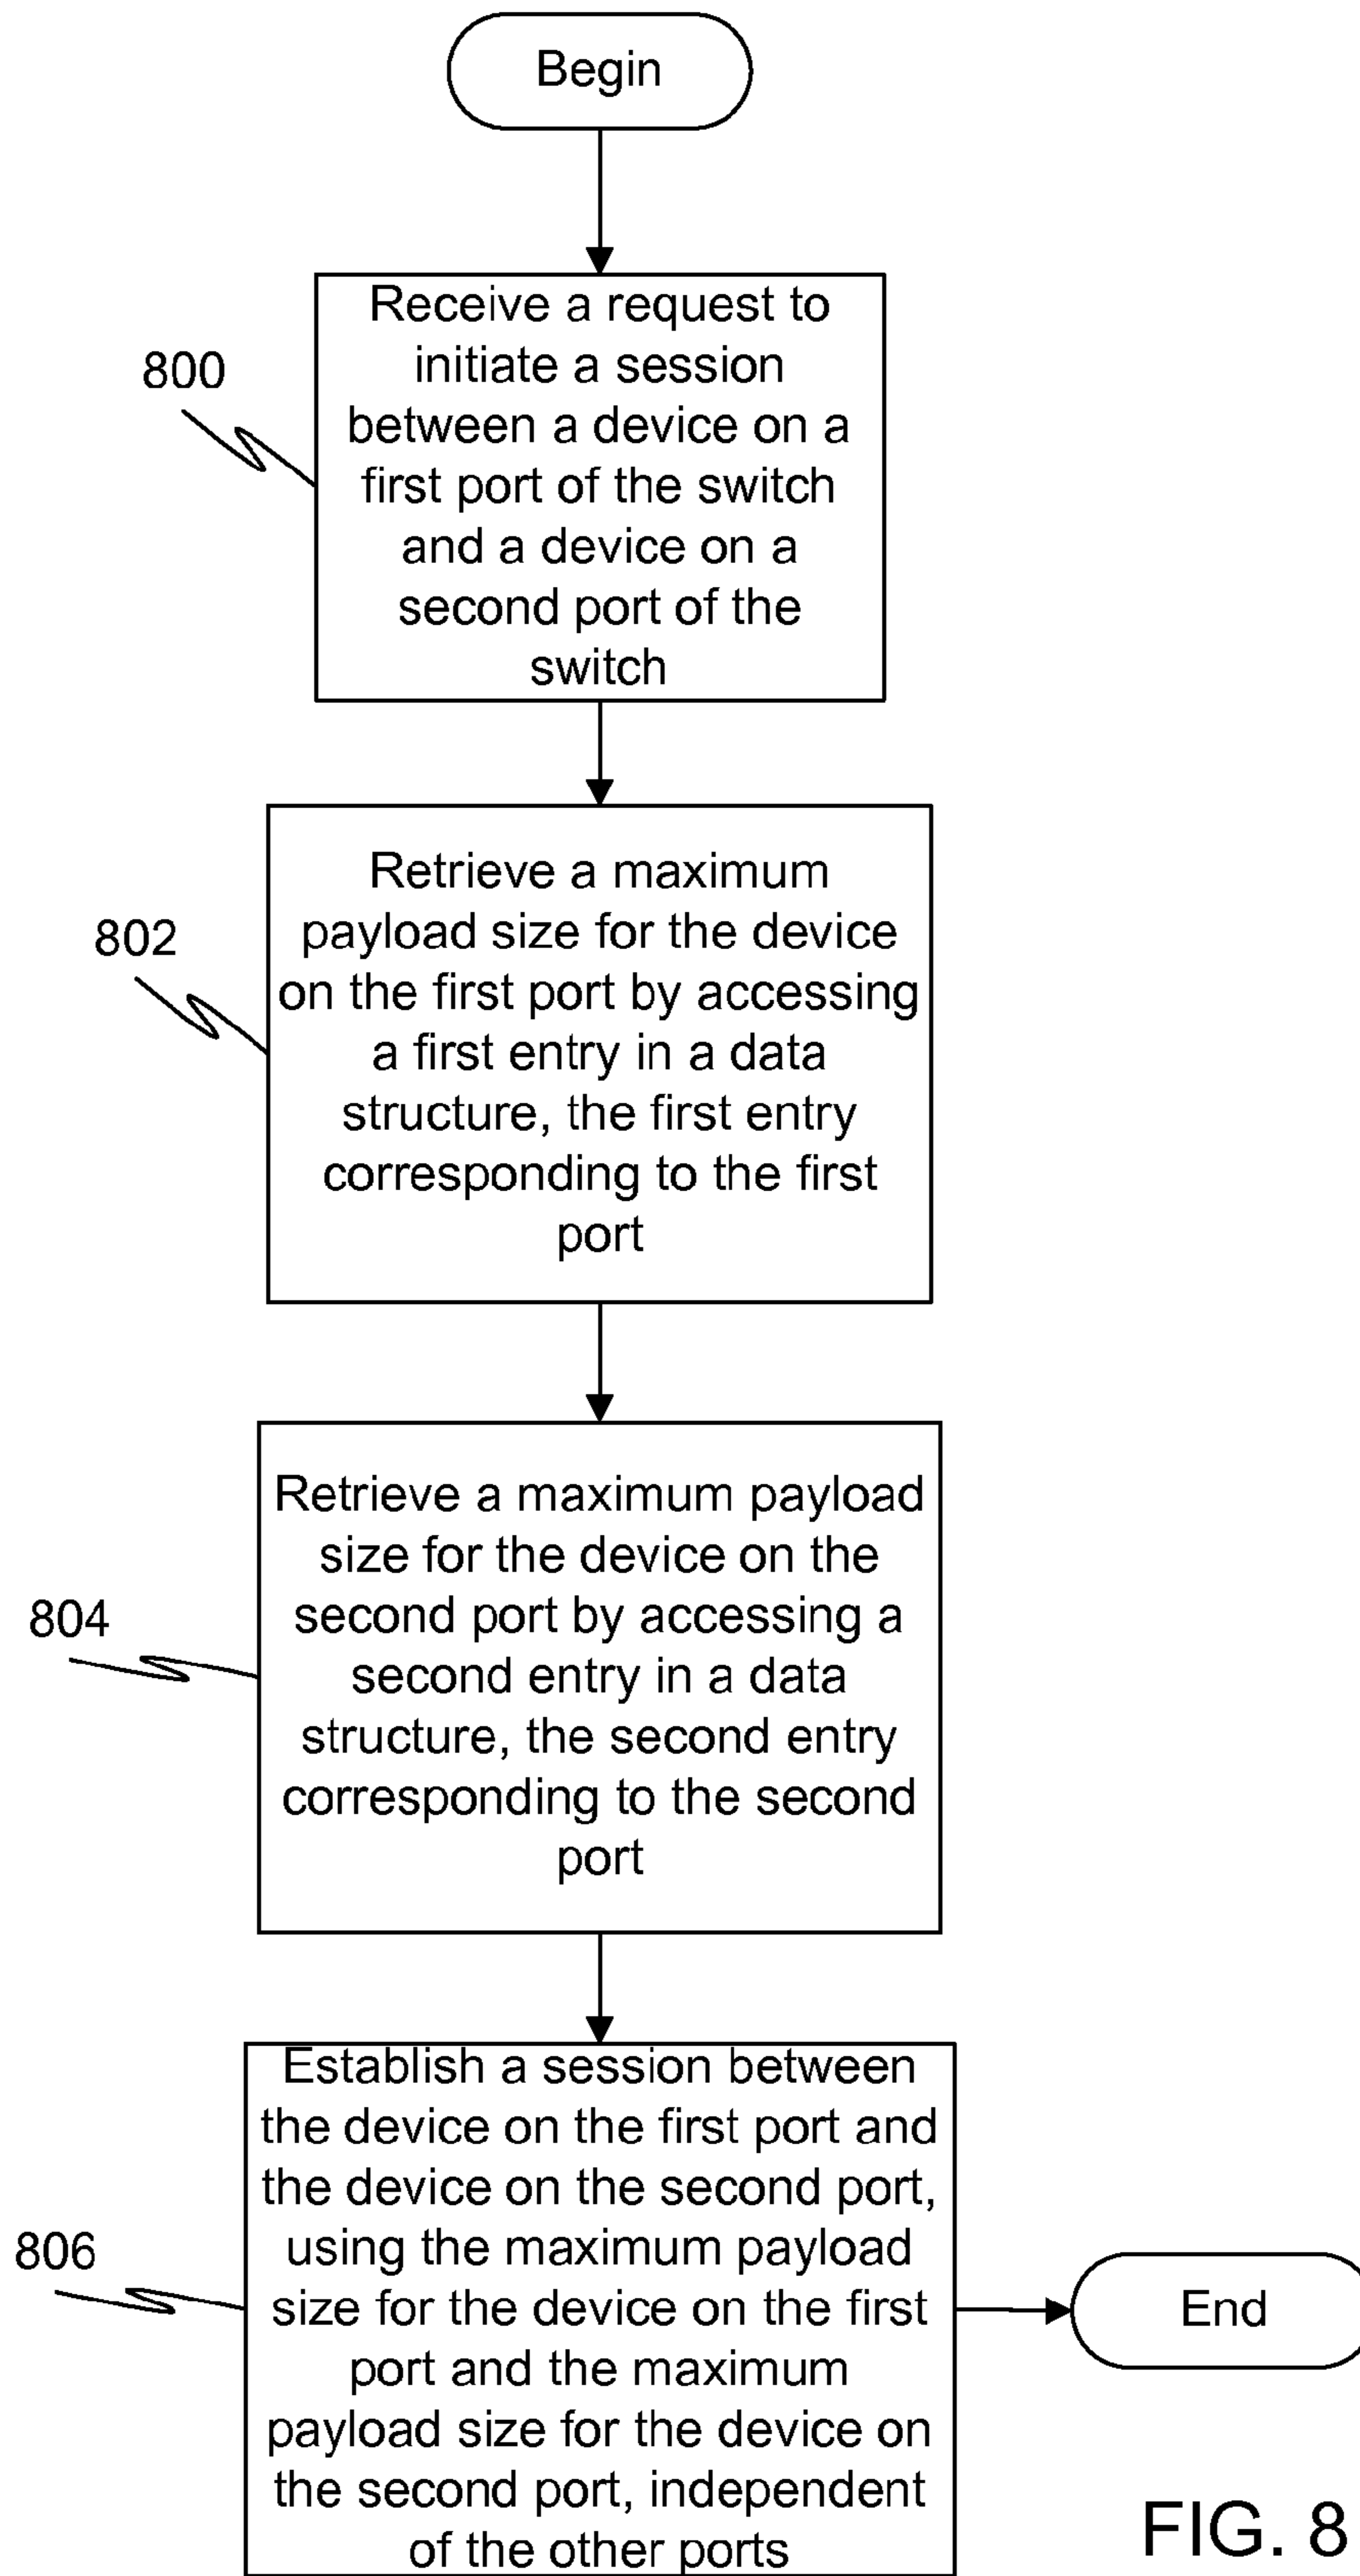 Begin
800
Receive a request to
initiate a session
between a device on a
first port of the switch
and a device on a
second port of the
switch
802
Retrieve a maximum
payload size for the device
on the first port by accessing
a first entry in a data
structure, the first entry
corresponding to the first
port
804
Retrieve a maximum payload
size for the device on the
second port by accessing a
second entry in a data
structure, the second entry
corresponding to the second
port
806
Establish a session between
the device on the first port and
the device on the second port,
using the maximum payload
size for the device on the first
port and the maximum
payload size for the device on
the second port, independent
of the other ports
End
FIG. 8